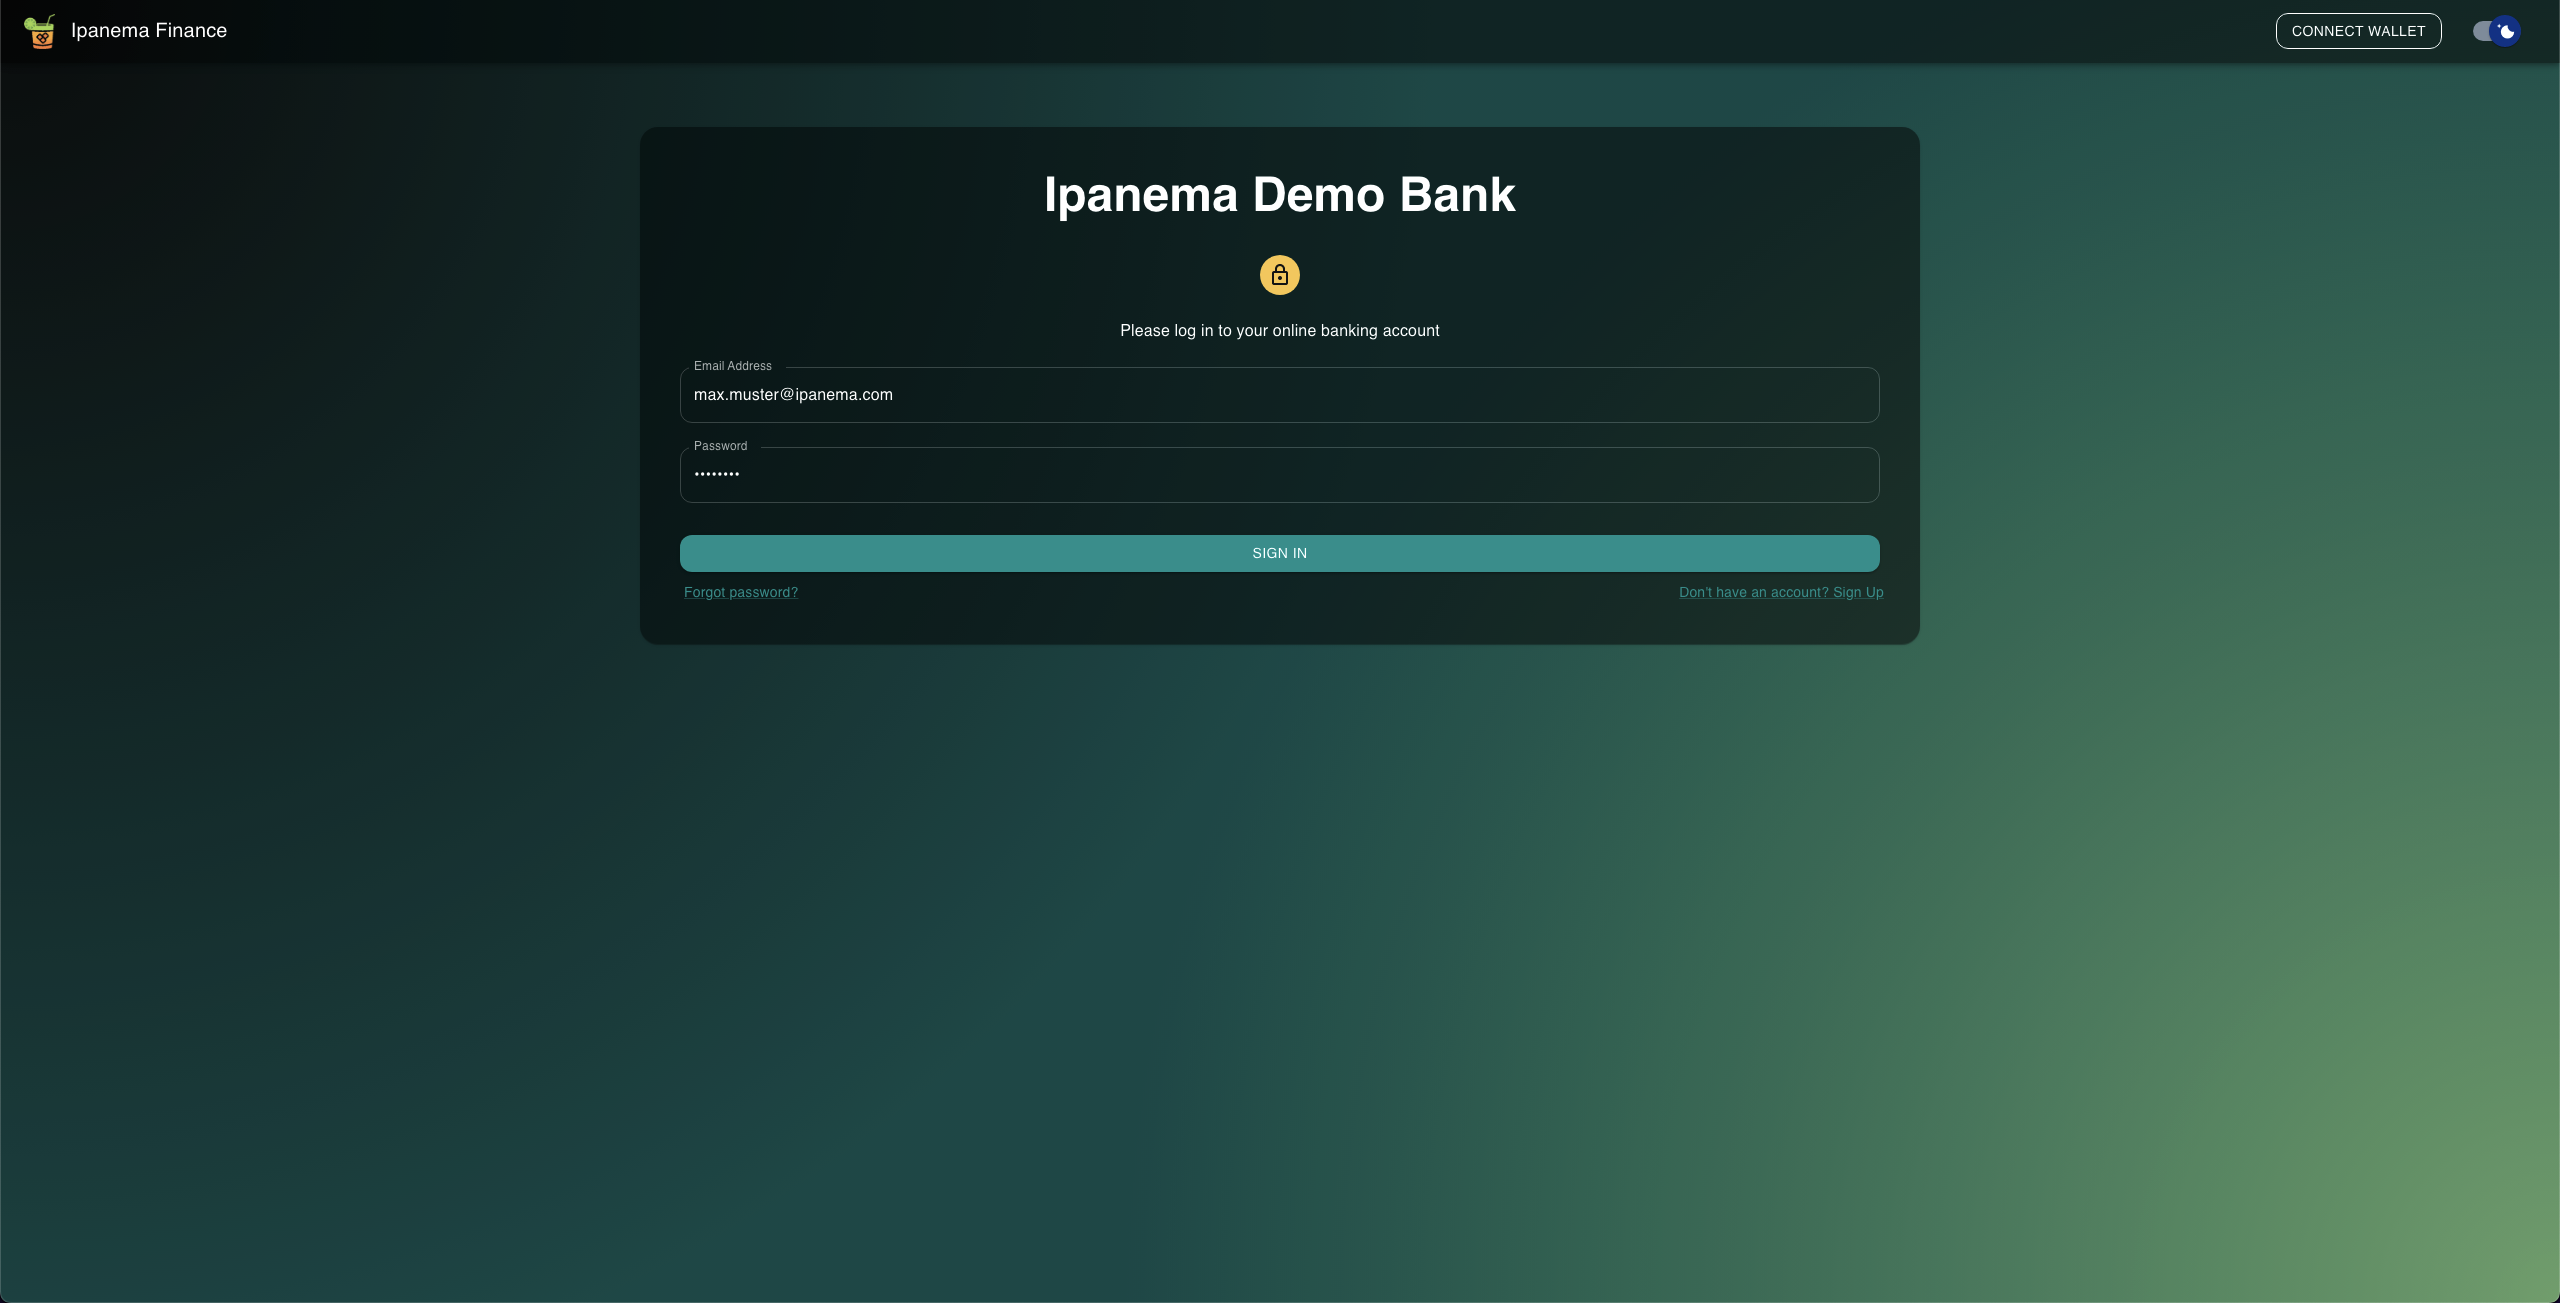 Ipanema Finance
CONNECT WALLET
Ipanema Demo Bank
Please log in to your online banking account
Email Address
max.muster@ipanema.com
Password
••••••••
SIGN IN
Forgot password?
Don't have an account? Sign Up